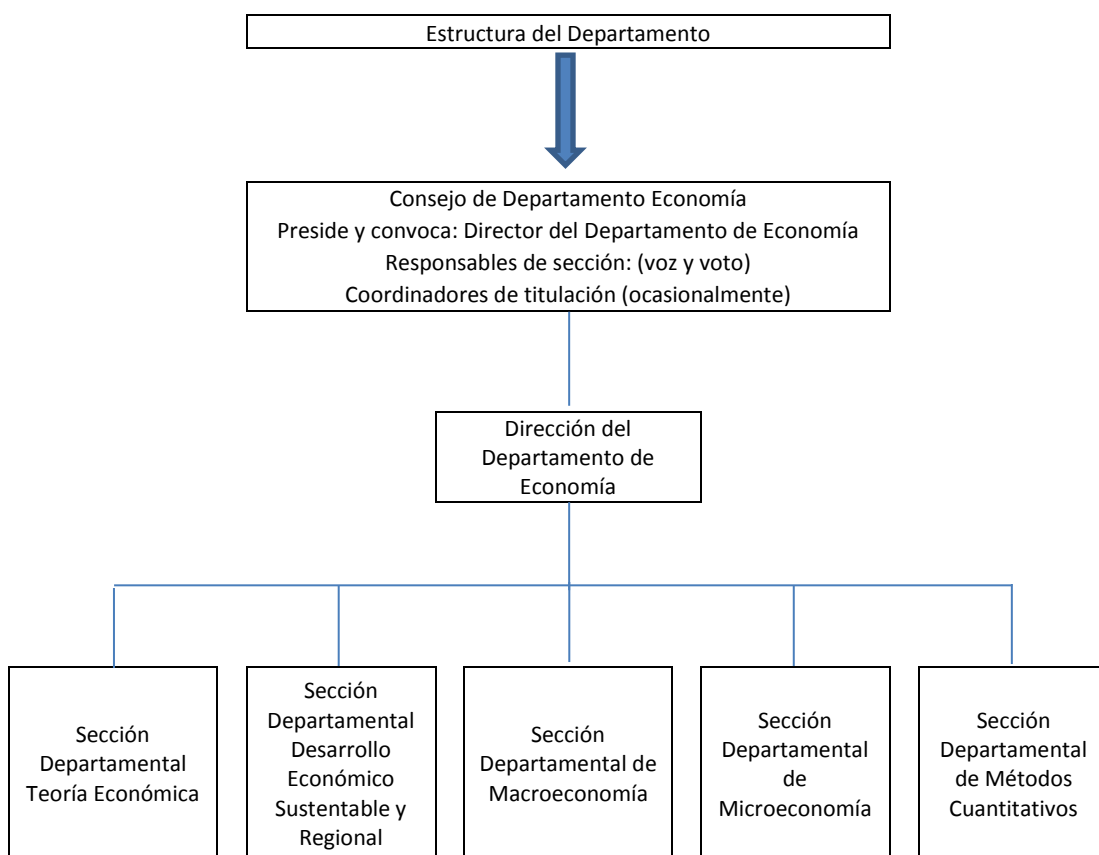 Estructura del Departamento
Consejo de Departamento Economía
Preside y convoca: Director del Departamento de Economía
Responsables de sección: (voz y voto)
Coordinadores de titulación (ocasionalmente)
Dirección del
Departamento de
Economía
Sección
Departamental
Teoría Económica
Sección
Departamental
Desarrollo
Económico
Sustentable y
Regional
Sección
Departamental de
Macroeconomía
Sección
Departamental
de
Microeconomía
Sección
Departamental
de Métodos
Cuantitativos